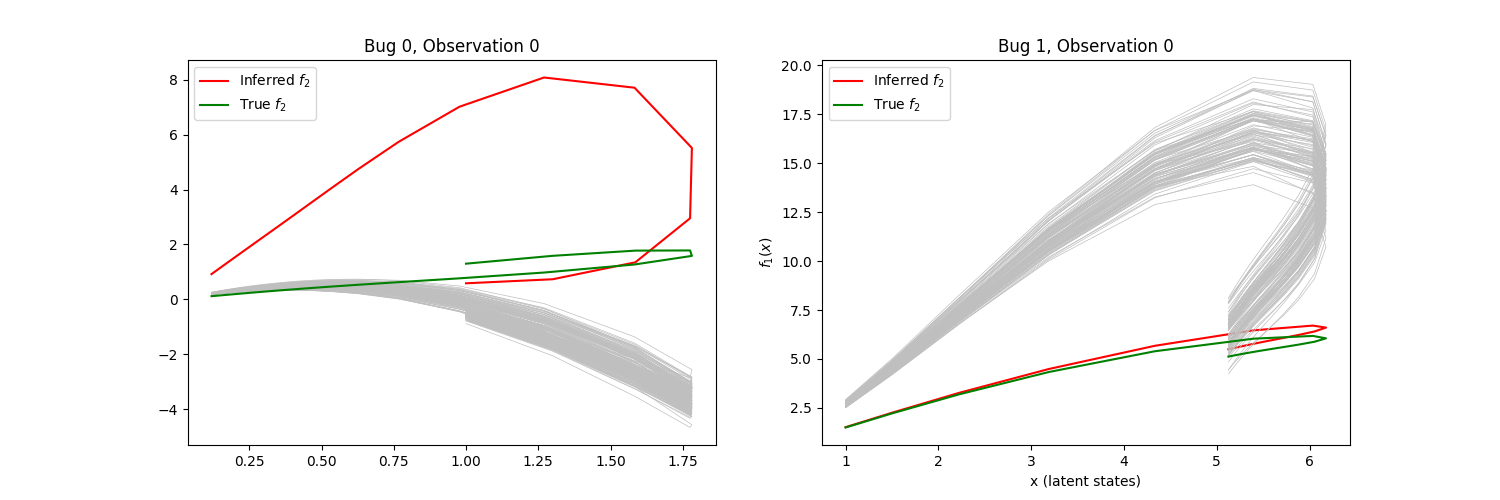 Bug 0, Observation 0
Inferred f₂
True f₂
8
6
4
2
0
−2
−4
0.25 0.50 0.75 1.00 1.25 1.50 1.75
Bug 1, Observation 0
Inferred f₂
True f₂
20.0
17.5
15.0
12.5
10.0
7.5
5.0
2.5
f₁(x)
1 2 3 4 5 6
x (latent states)